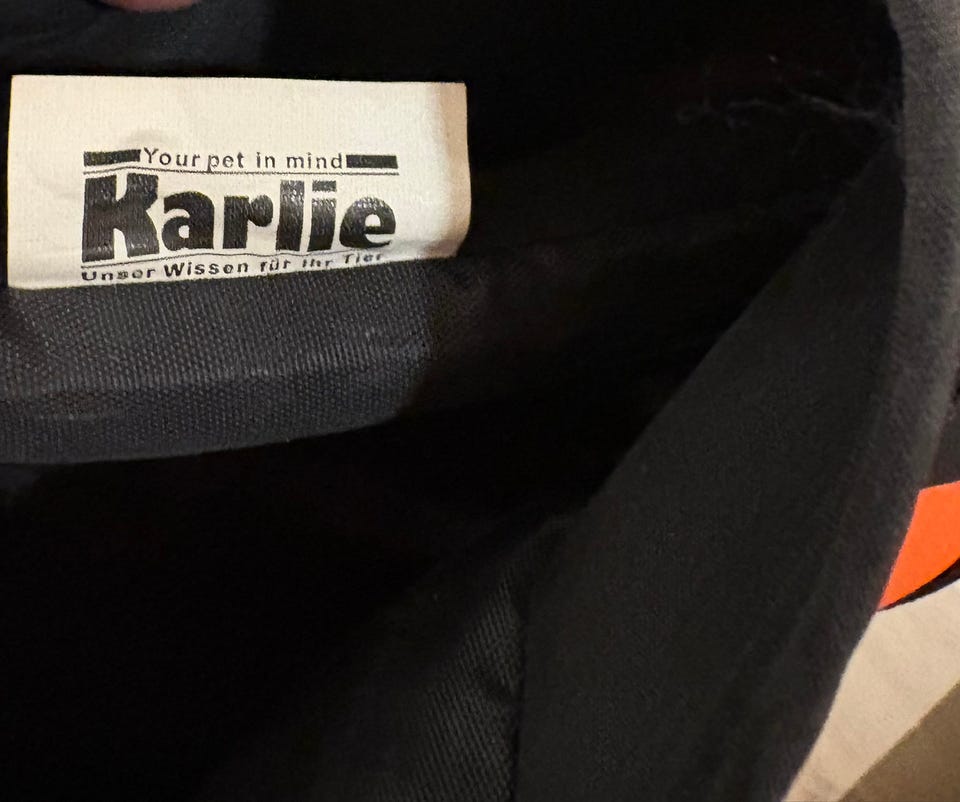 Your pet in mind
Karlie
Unser Wissen für Ihr Tier